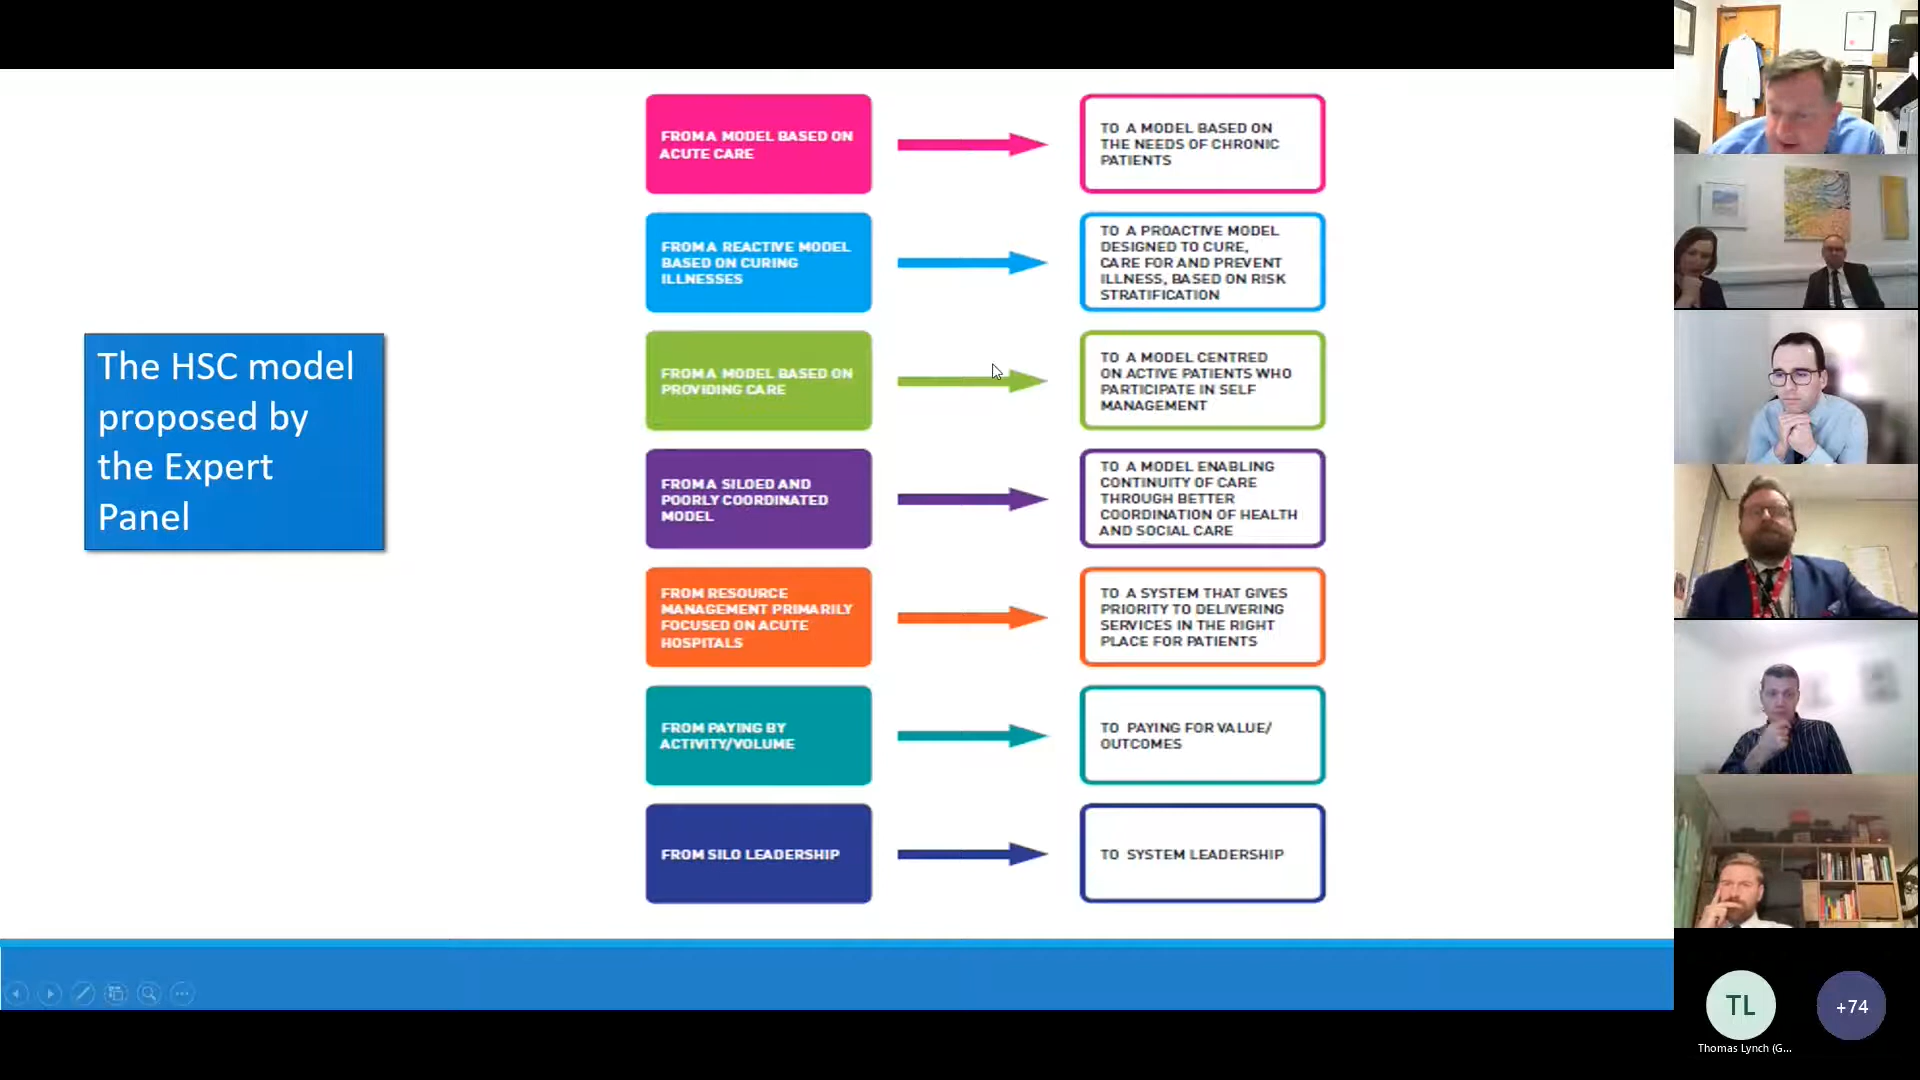 The HSC model
proposed by
the Expert
Panel
FROM A MODEL BASED ON
ACUTE CARE
TO A MODEL BASED ON
THE NEEDS OF CHRONIC
PATIENTS
FROM A REACTIVE MODEL
BASED ON CURING
ILLNESSES
TO A PROACTIVE MODEL
DESIGNED TO CURE,
CARE FOR AND PREVENT
ILLNESS, BASED ON RISK
STRATIFICATION
FROM A MODEL BASED ON
PROVIDING CARE
TO A MODEL CENTRED
ON ACTIVE PATIENTS WHO
PARTICIPATE IN SELF
MANAGEMENT
FROM A SILOED AND
POORLY COORDINATED
MODEL
TO A MODEL ENABLING
CONTINUITY OF CARE
THROUGH BETTER
COORDINATION OF HEALTH
AND SOCIAL CARE
FROM RESOURCE
MANAGEMENT PRIMARILY
FOCUSED ON ACUTE
HOSPITALS
TO A SYSTEM THAT GIVES
PRIORITY TO DELIVERING
SERVICES IN THE RIGHT
PLACE FOR PATIENTS
FROM PAYING BY
ACTIVITY/VOLUME
TO PAYING FOR VALUE/
OUTCOMES
FROM SILO LEADERSHIP
TO SYSTEM LEADERSHIP
TL
+74
Thomas Lynch (G...